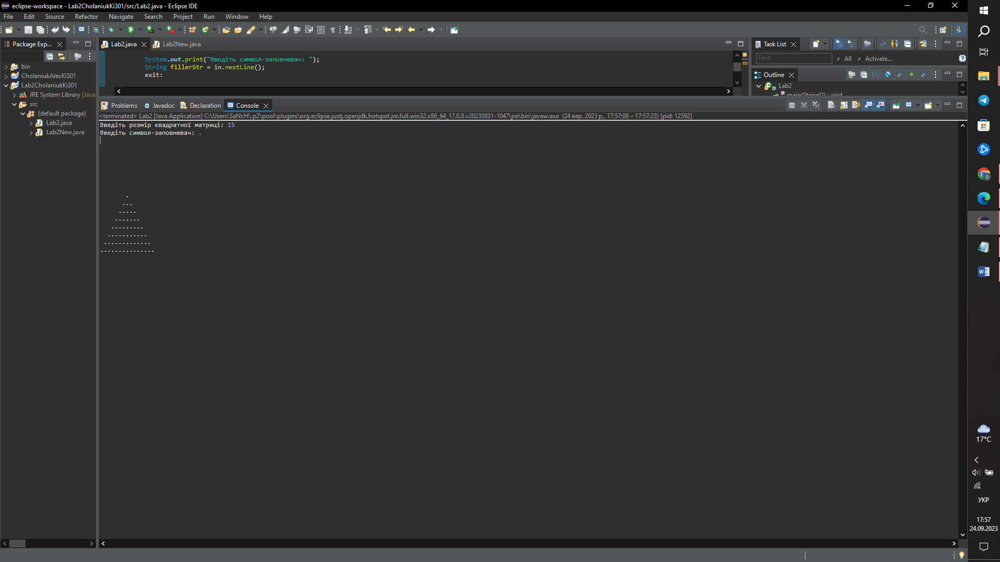 eclipse-workspace - Lab2CholaniukKi301/src/Lab2.java - Eclipse IDE
File Edit Source Refactor Navigate Search Project Run Window Help
Package Exp...
bin
CholaniukAlexKI301
Lab2CholaniukKi301
JRE System Library [Java
src
(default package)
Lab2.java
Lab2New.java
Lab2.java Lab2New.java
System.out.print("Введіть символ-заповнювач: ");
String fillerStr = in.nextLine();
exit:
Task List
Find All Activate...
Outline
Lab2
main(String[]) : void
Problems Javadoc Declaration Console
<terminated> Lab2 [Java Application] C:\Users\SaNcH\.p2\pool\plugins\org.eclipse.justj.openjdk.hotspot.jre.full.win32.x86_64_17.0.8.v20230831-1047\jre\bin\javaw.exe (24 вер. 2023 р., 17:57:08 – 17:57:23) [pid: 12592]
Введіть розмір квадратної матриці: 15
Введіть символ-заповнювач: .
       .
      ...
     .....
    .......
   .........
  ...........
 .............
...............
17°C
УКР
17:57
24.09.2023